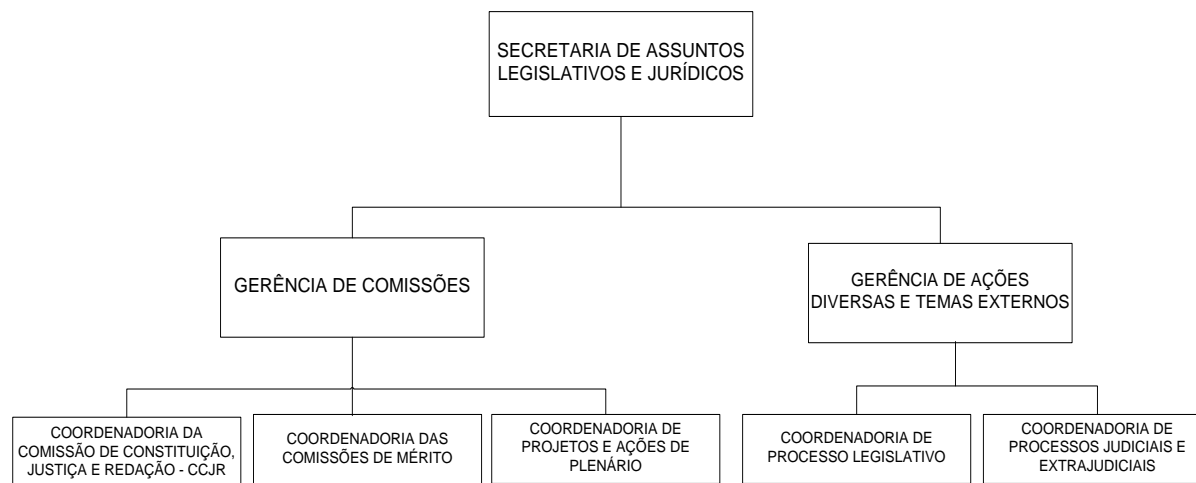 SECRETARIA DE ASSUNTOS
LEGISLATIVOS E JURÍDICOS
GERÊNCIA DE COMISSÕES
GERÊNCIA DE AÇÕES
DIVERSAS E TEMAS EXTERNOS
COORDENADORIA DA
COMISSÃO DE CONSTITUIÇÃO,
JUSTIÇA E REDAÇÃO - CCJR
COORDENADORIA DAS
COMISSÕES DE MÉRITO
COORDENADORIA DE
PROJETOS E AÇÕES DE
PLENÁRIO
COORDENADORIA DE
PROCESSO LEGISLATIVO
COORDENADORIA DE
PROCESSOS JUDICIAIS E
EXTRAJUDICIAIS